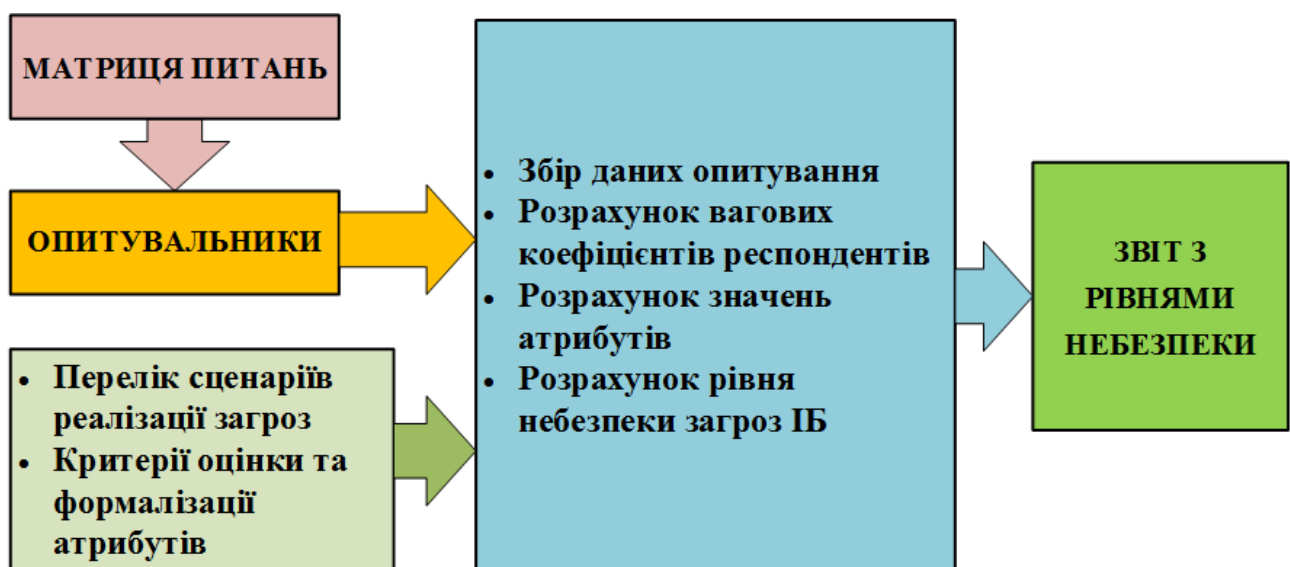 МАТРИЦЯ ПИТАНЬ
ОПИТУВАЛЬНИКИ
• Перелік сценаріїв
реалізації загроз
• Критерії оцінки та
формалізації
атрибутів
• Збір даних опитування
• Розрахунок вагових
коефіцієнтів респондентів
• Розрахунок значень
атрибутів
• Розрахунок рівня
небезпеки загроз ІБ
ЗВІТ З
РІВНЯМИ
НЕБЕЗПЕКИ